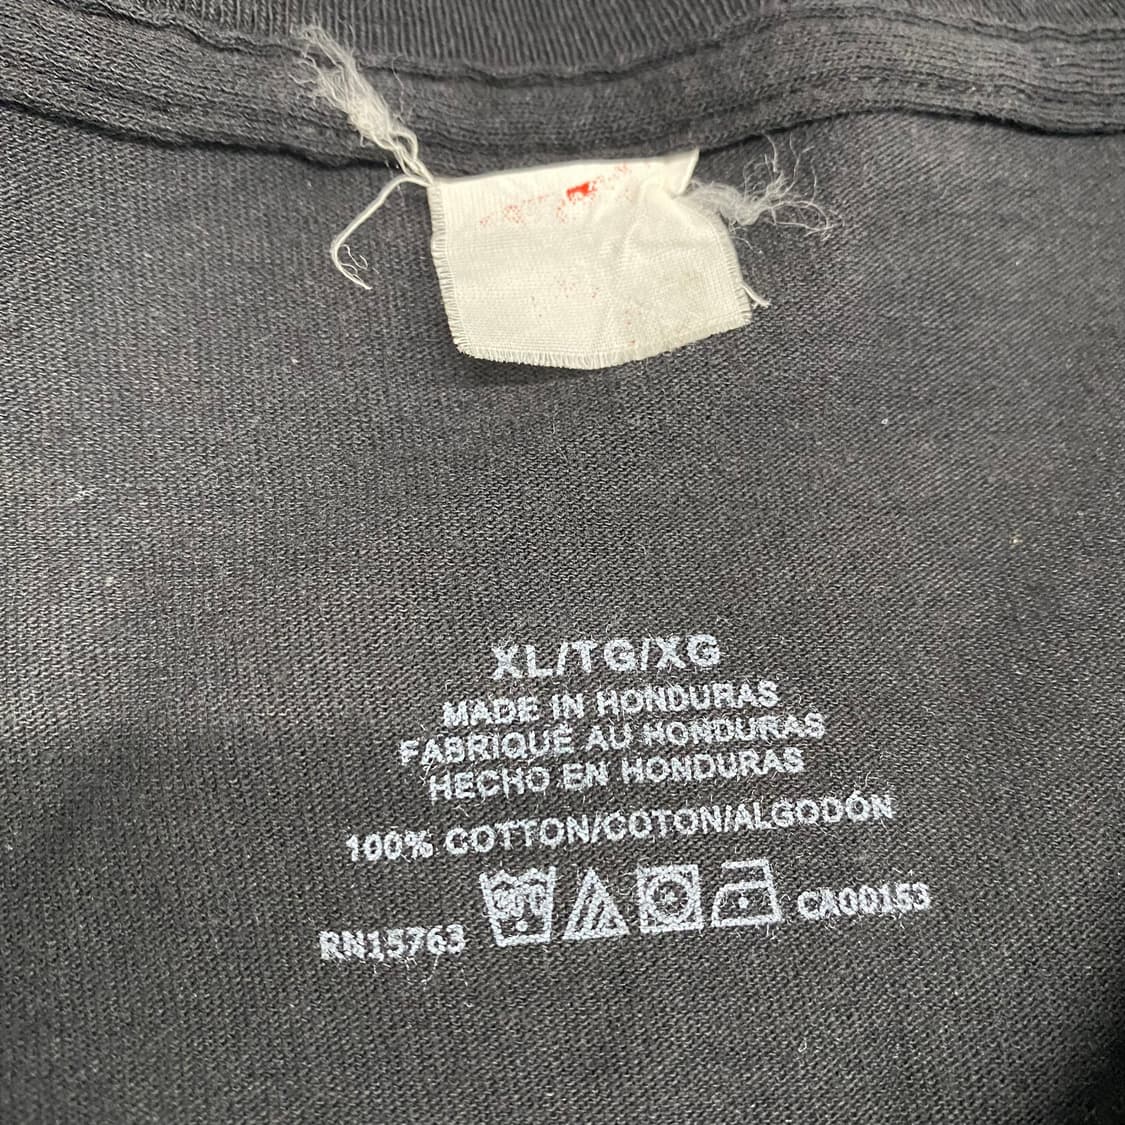 XL/TG/XG
MADE IN HONDURAS
FABRIQUÉ AU HONDURAS
HECHO EN HONDURAS
100% COTTON/COTON/ALGODÓN
RN15763 CA00153